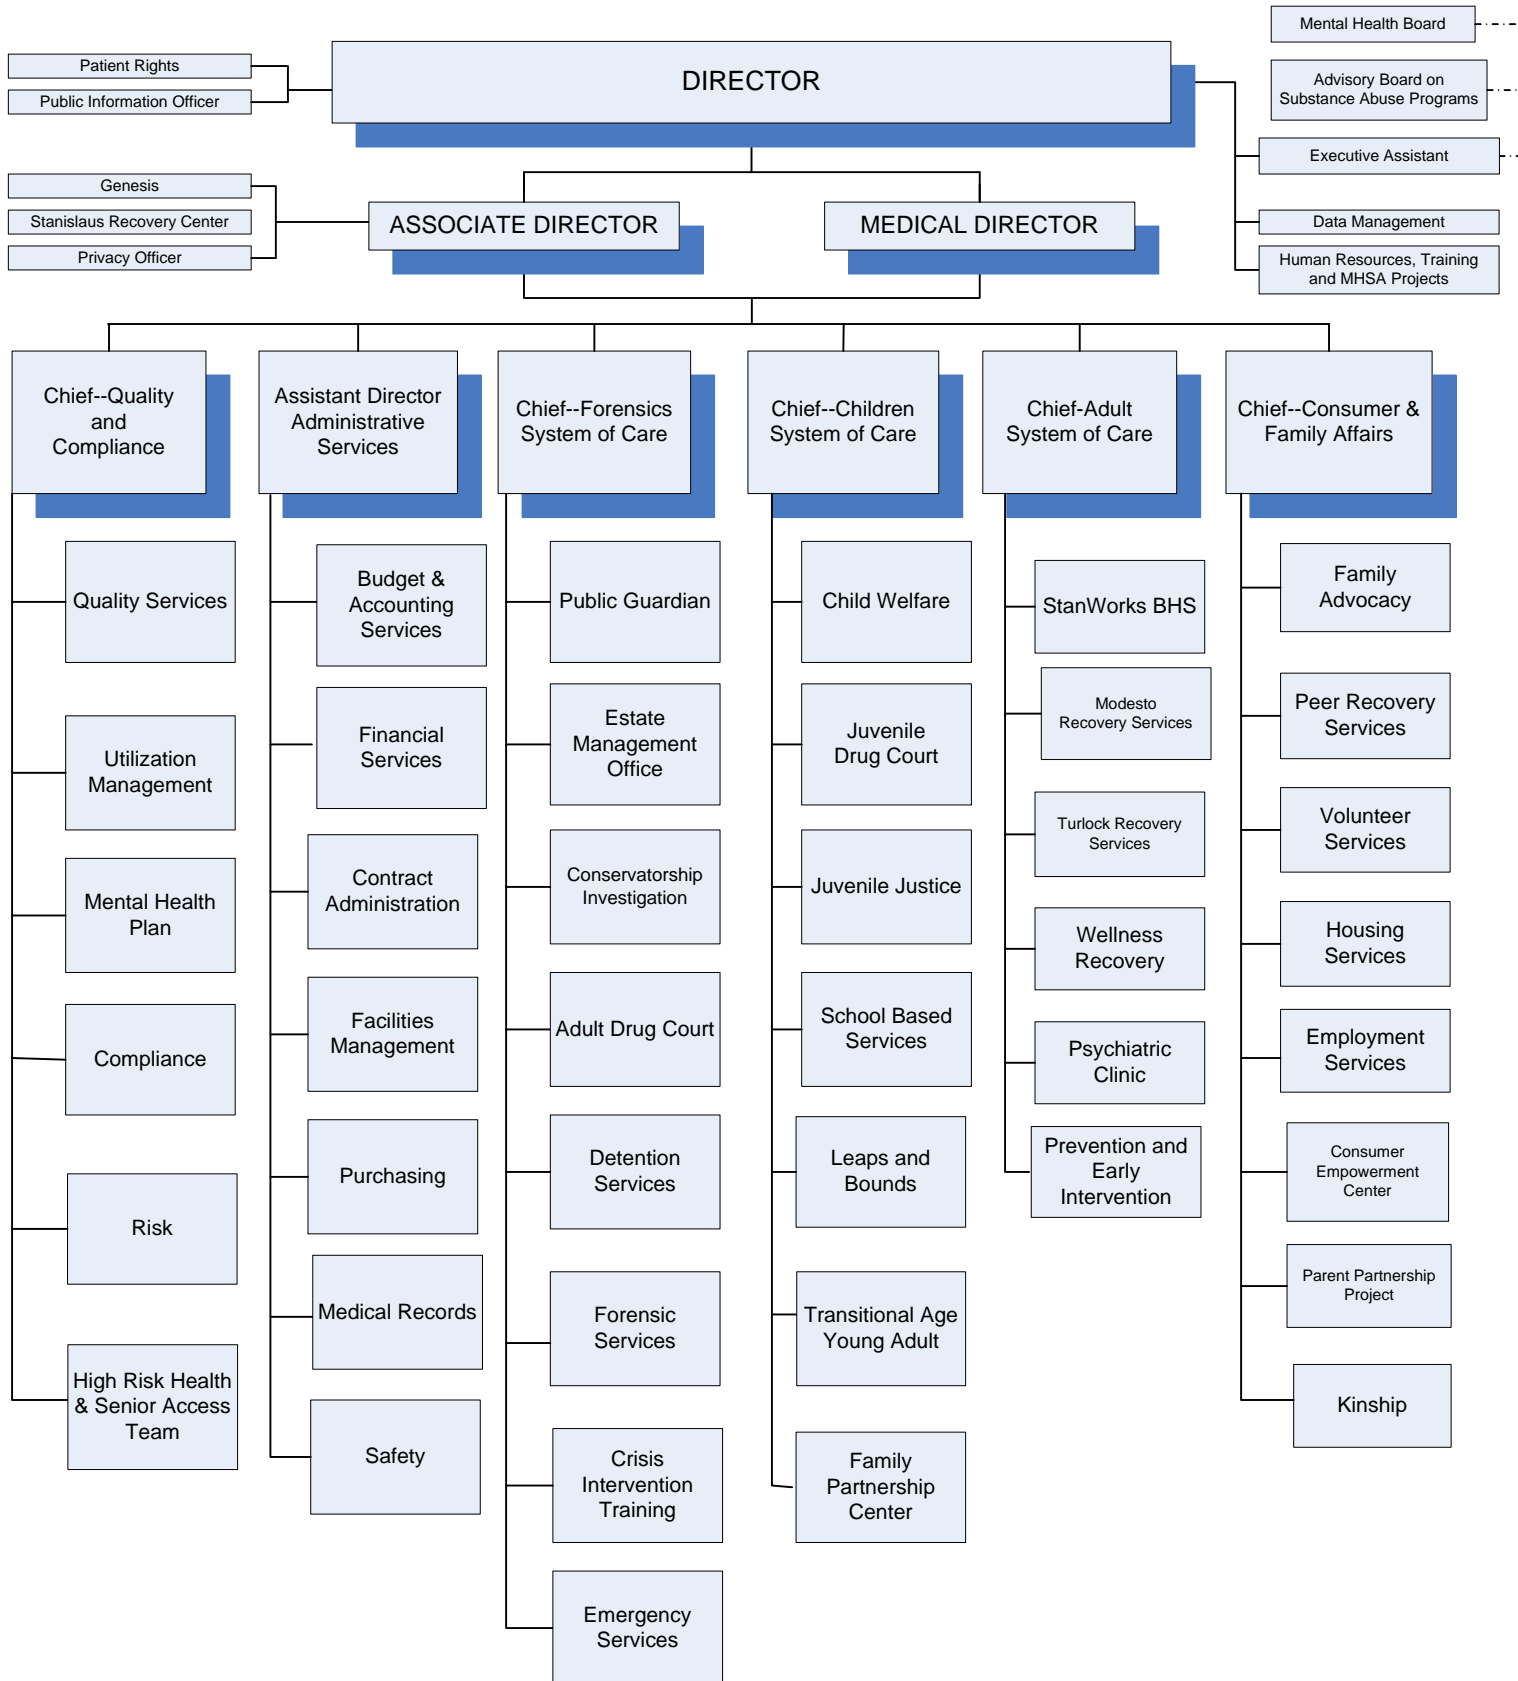 Mental Health Board
Patient Rights
Public Information Officer
DIRECTOR
Advisory Board on
Substance Abuse Programs
Executive Assistant
Genesis
Stanislaus Recovery Center
Privacy Officer
ASSOCIATE DIRECTOR
MEDICAL DIRECTOR
Data Management
Human Resources, Training
and MHSA Projects
Chief--Quality
and
Compliance
Assistant Director
Administrative
Services
Chief--Forensics
System of Care
Chief--Children
System of Care
Chief-Adult
System of Care
Chief--Consumer &
Family Affairs
Quality Services
Utilization
Management
Mental Health
Plan
Compliance
Risk
High Risk Health
& Senior Access
Team
Budget &
Accounting
Services
Financial
Services
Contract
Administration
Facilities
Management
Purchasing
Medical Records
Safety
Public Guardian
Estate
Management
Office
Conservatorship
Investigation
Adult Drug Court
Detention
Services
Forensic
Services
Crisis
Intervention
Training
Emergency
Services
Child Welfare
Juvenile
Drug Court
Juvenile Justice
School Based
Services
Leaps and
Bounds
Transitional Age
Young Adult
Family
Partnership
Center
StanWorks BHS
Modesto
Recovery Services
Turlock Recovery
Services
Wellness
Recovery
Psychiatric
Clinic
Prevention and
Early
Intervention
Family
Advocacy
Peer Recovery
Services
Volunteer
Services
Housing
Services
Employment
Services
Consumer
Empowerment
Center
Parent Partnership
Project
Kinship